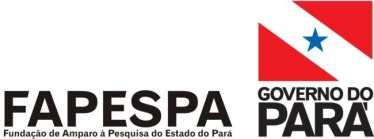 FAPESPA
Fundação de Amparo à Pesquisa do Estado do Pará
GOVERNO DO
PARÁ